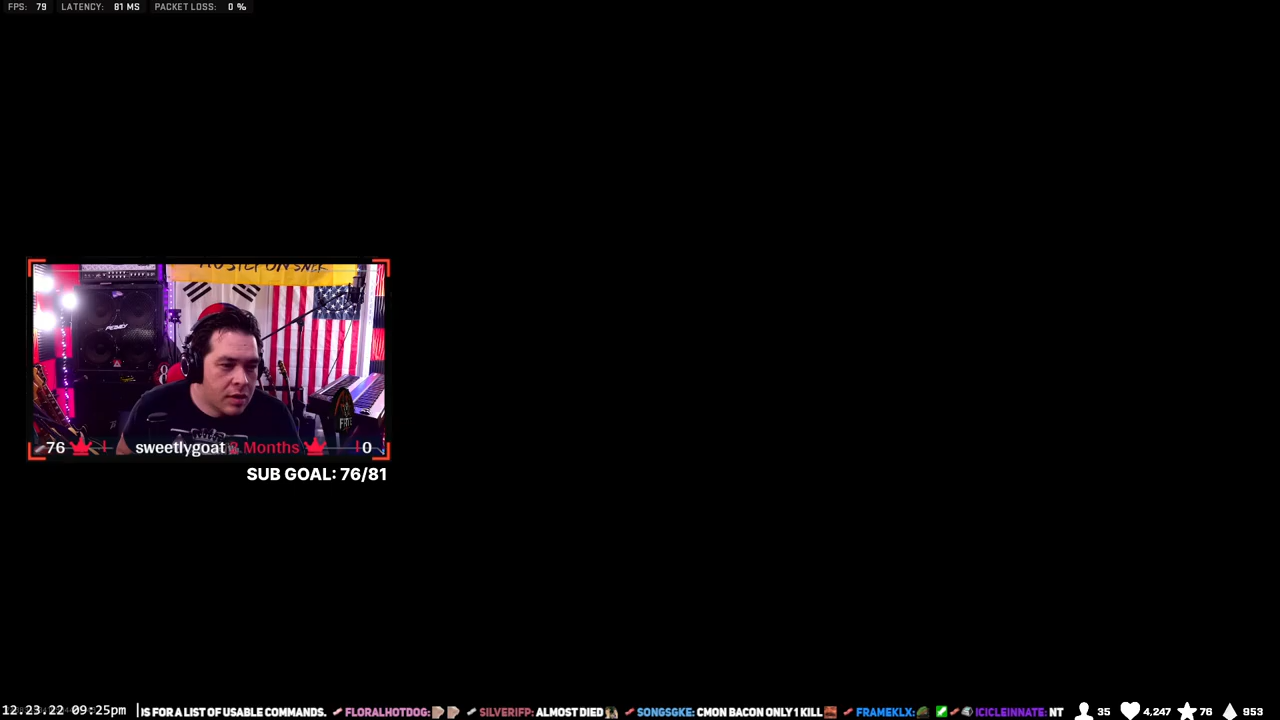 FPS: 79 LATENCY: 81 MS PACKET LOSS: 0 %
PEAVEY
76 sweetlygoat Months 0
SUB GOAL: 76/81
12.23.22 09:25pm IS FOR A LIST OF USABLE COMMANDS. FLORALHOTDOG: SILVERIFP: ALMOST DIED SONGSGKE: CMON BACON ONLY 1 KILL FRAMEKLX: ICICLEINNATE: NT 35 4,247 76 953